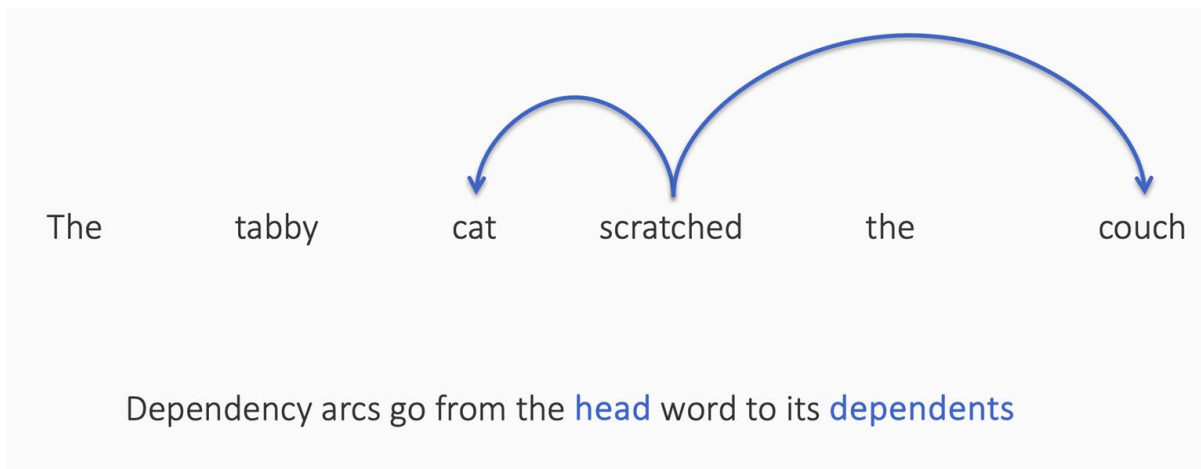 The tabby cat scratched the couch
Dependency arcs go from the head word to its dependents